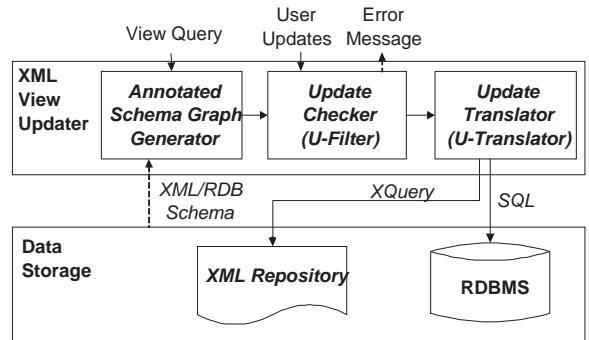 View Query
User
Updates
Error
Message
XML
View
Updater
Annotated
Schema Graph
Generator
Update
Checker
(U-Filter)
Update
Translator
(U-Translator)
XML/RDB
Schema
XQuery
SQL
Data
Storage
XML Repository
RDBMS